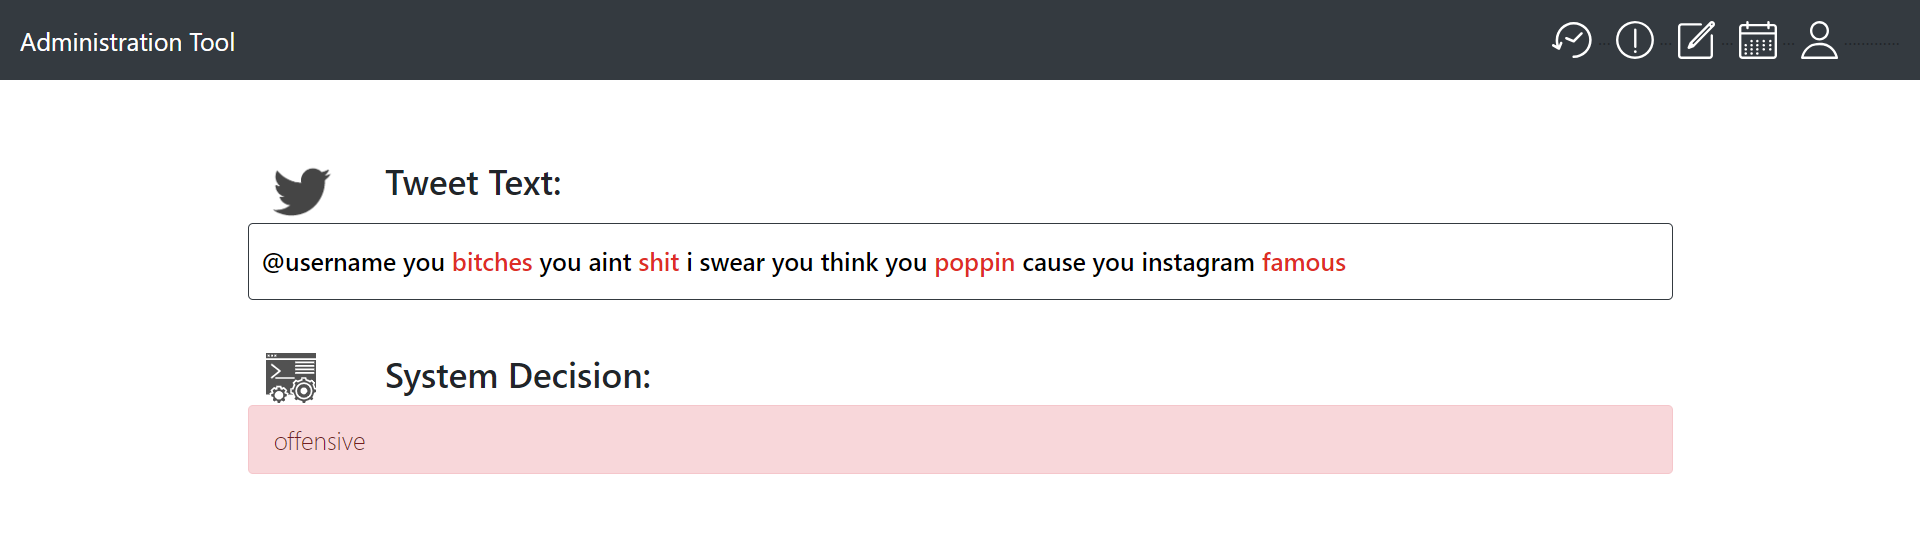 Administration Tool
Tweet Text:
@username you bitches you aint shit i swear you think you poppin cause you instagram famous
System Decision:
offensive